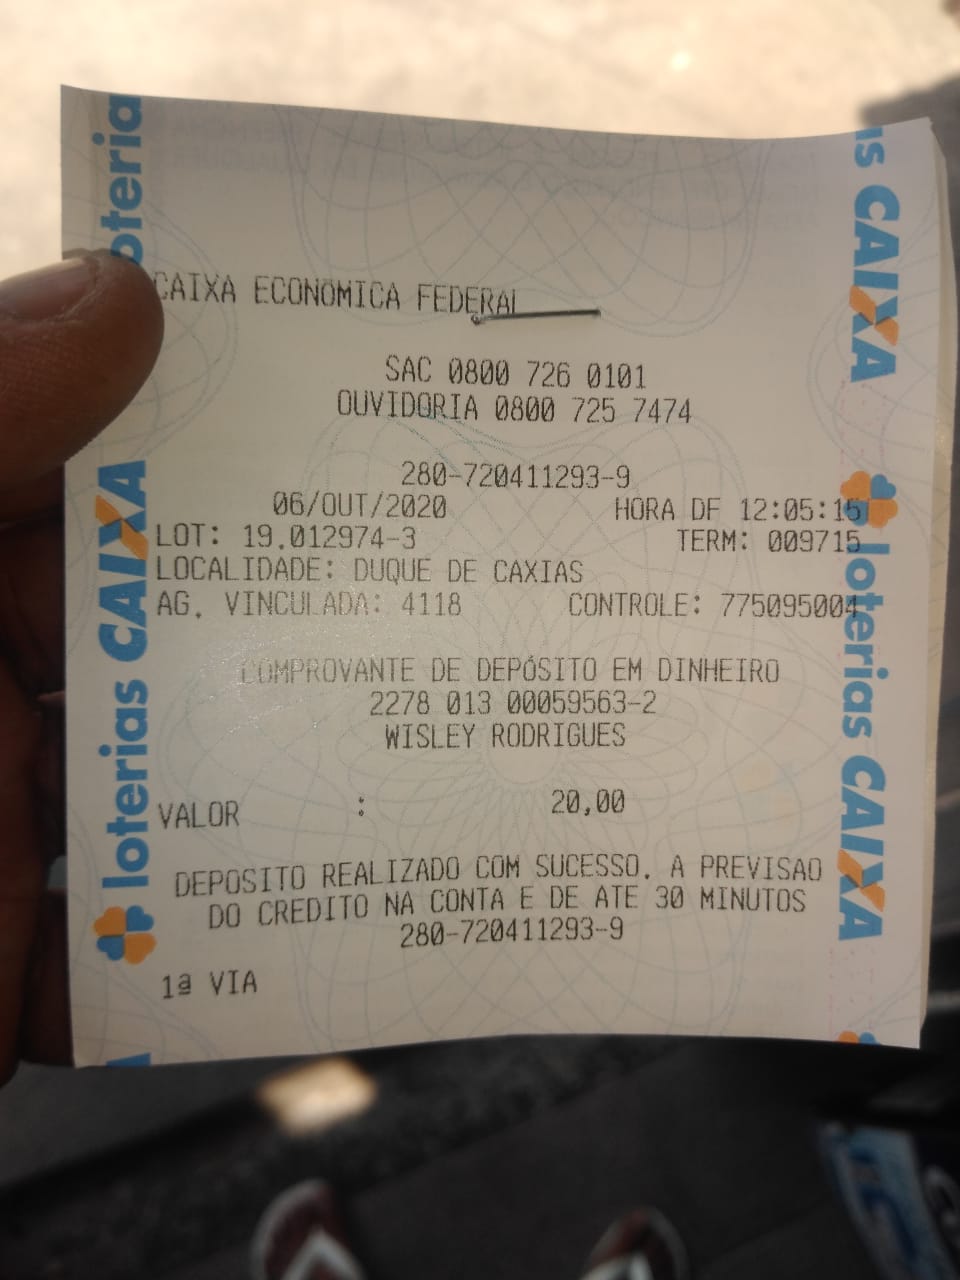 CAIXA ECONOMICA FEDERAL
SAC 0800 726 0101
OUVIDORIA 0800 725 7474
280-720411293-9
06/OUT/2020 HORA DF 12:05:15
LOT: 19.012974-3 TERM: 009715
LOCALIDADE: DUQUE DE CAXIAS
AG. VINCULADA: 4118 CONTROLE: 775095004
COMPROVANTE DE DEPÓSITO EM DINHEIRO
2278 013 00059563-2
WISLEY RODRIGUES
VALOR : 20,00
DEPOSITO REALIZADO COM SUCESSO. A PREVISAO
DO CREDITO NA CONTA E DE ATE 30 MINUTOS
280-720411293-9
1ª VIA
loteria
loterias CAIXA
is CAIXA
loterias CAIXA